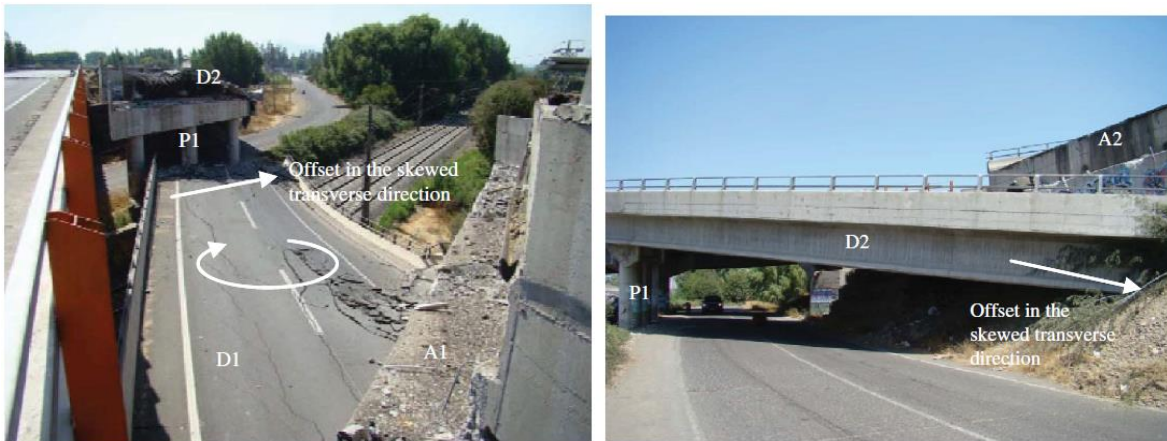 D2
P1
Offset in the skewed
transverse direction
D1
A1
A2
D2
P1
Offset in the
skewed transverse
direction